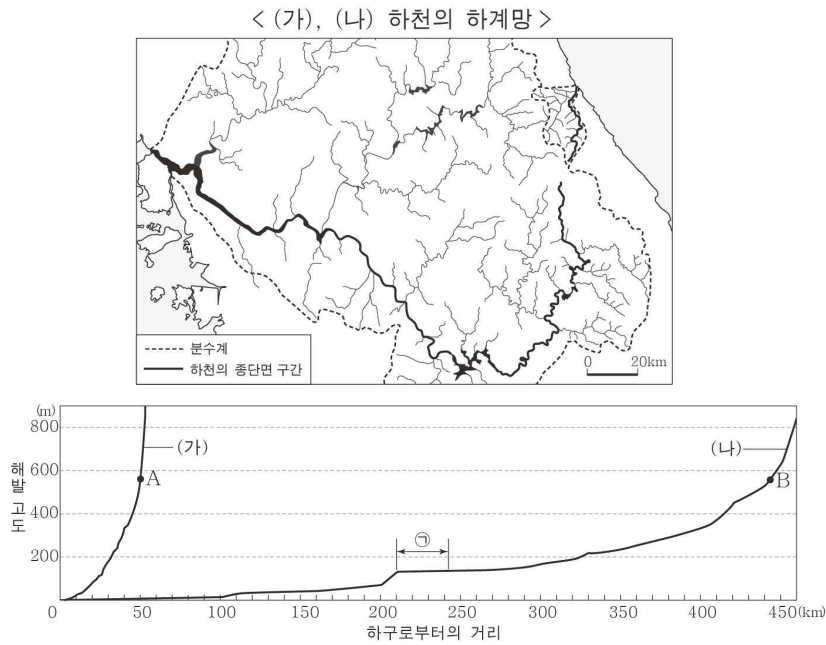 < (가), (나) 하천의 하계망 >
분수계
하천의 종단면 구간
0 20km
(m)
800
600
400
200
0
해발 고도
(가)
A
㉠
(나)
B
50 100 150 200 250 300 350 400 450(km)
하구로부터의 거리